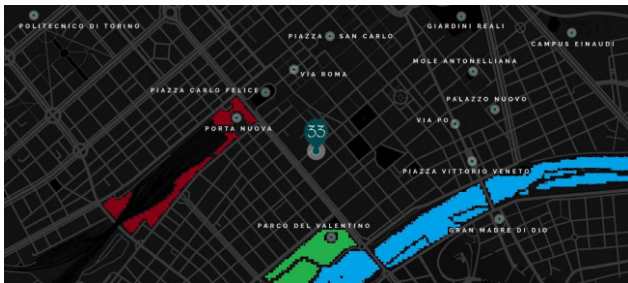 POLITECNICO DI TORINO
GIARDINI REALI
PIAZZA SAN CARLO
CAMPUS EINAUDI
MOLE ANTONELLIANA
VIA ROMA
PIAZZA CARLO FELICE
PALAZZO NUOVO
PORTA NUOVA
VIA PO
33
PIAZZA VITTORIO VENETO
PARCO DEL VALENTINO
GRAN MADRE DI DIO